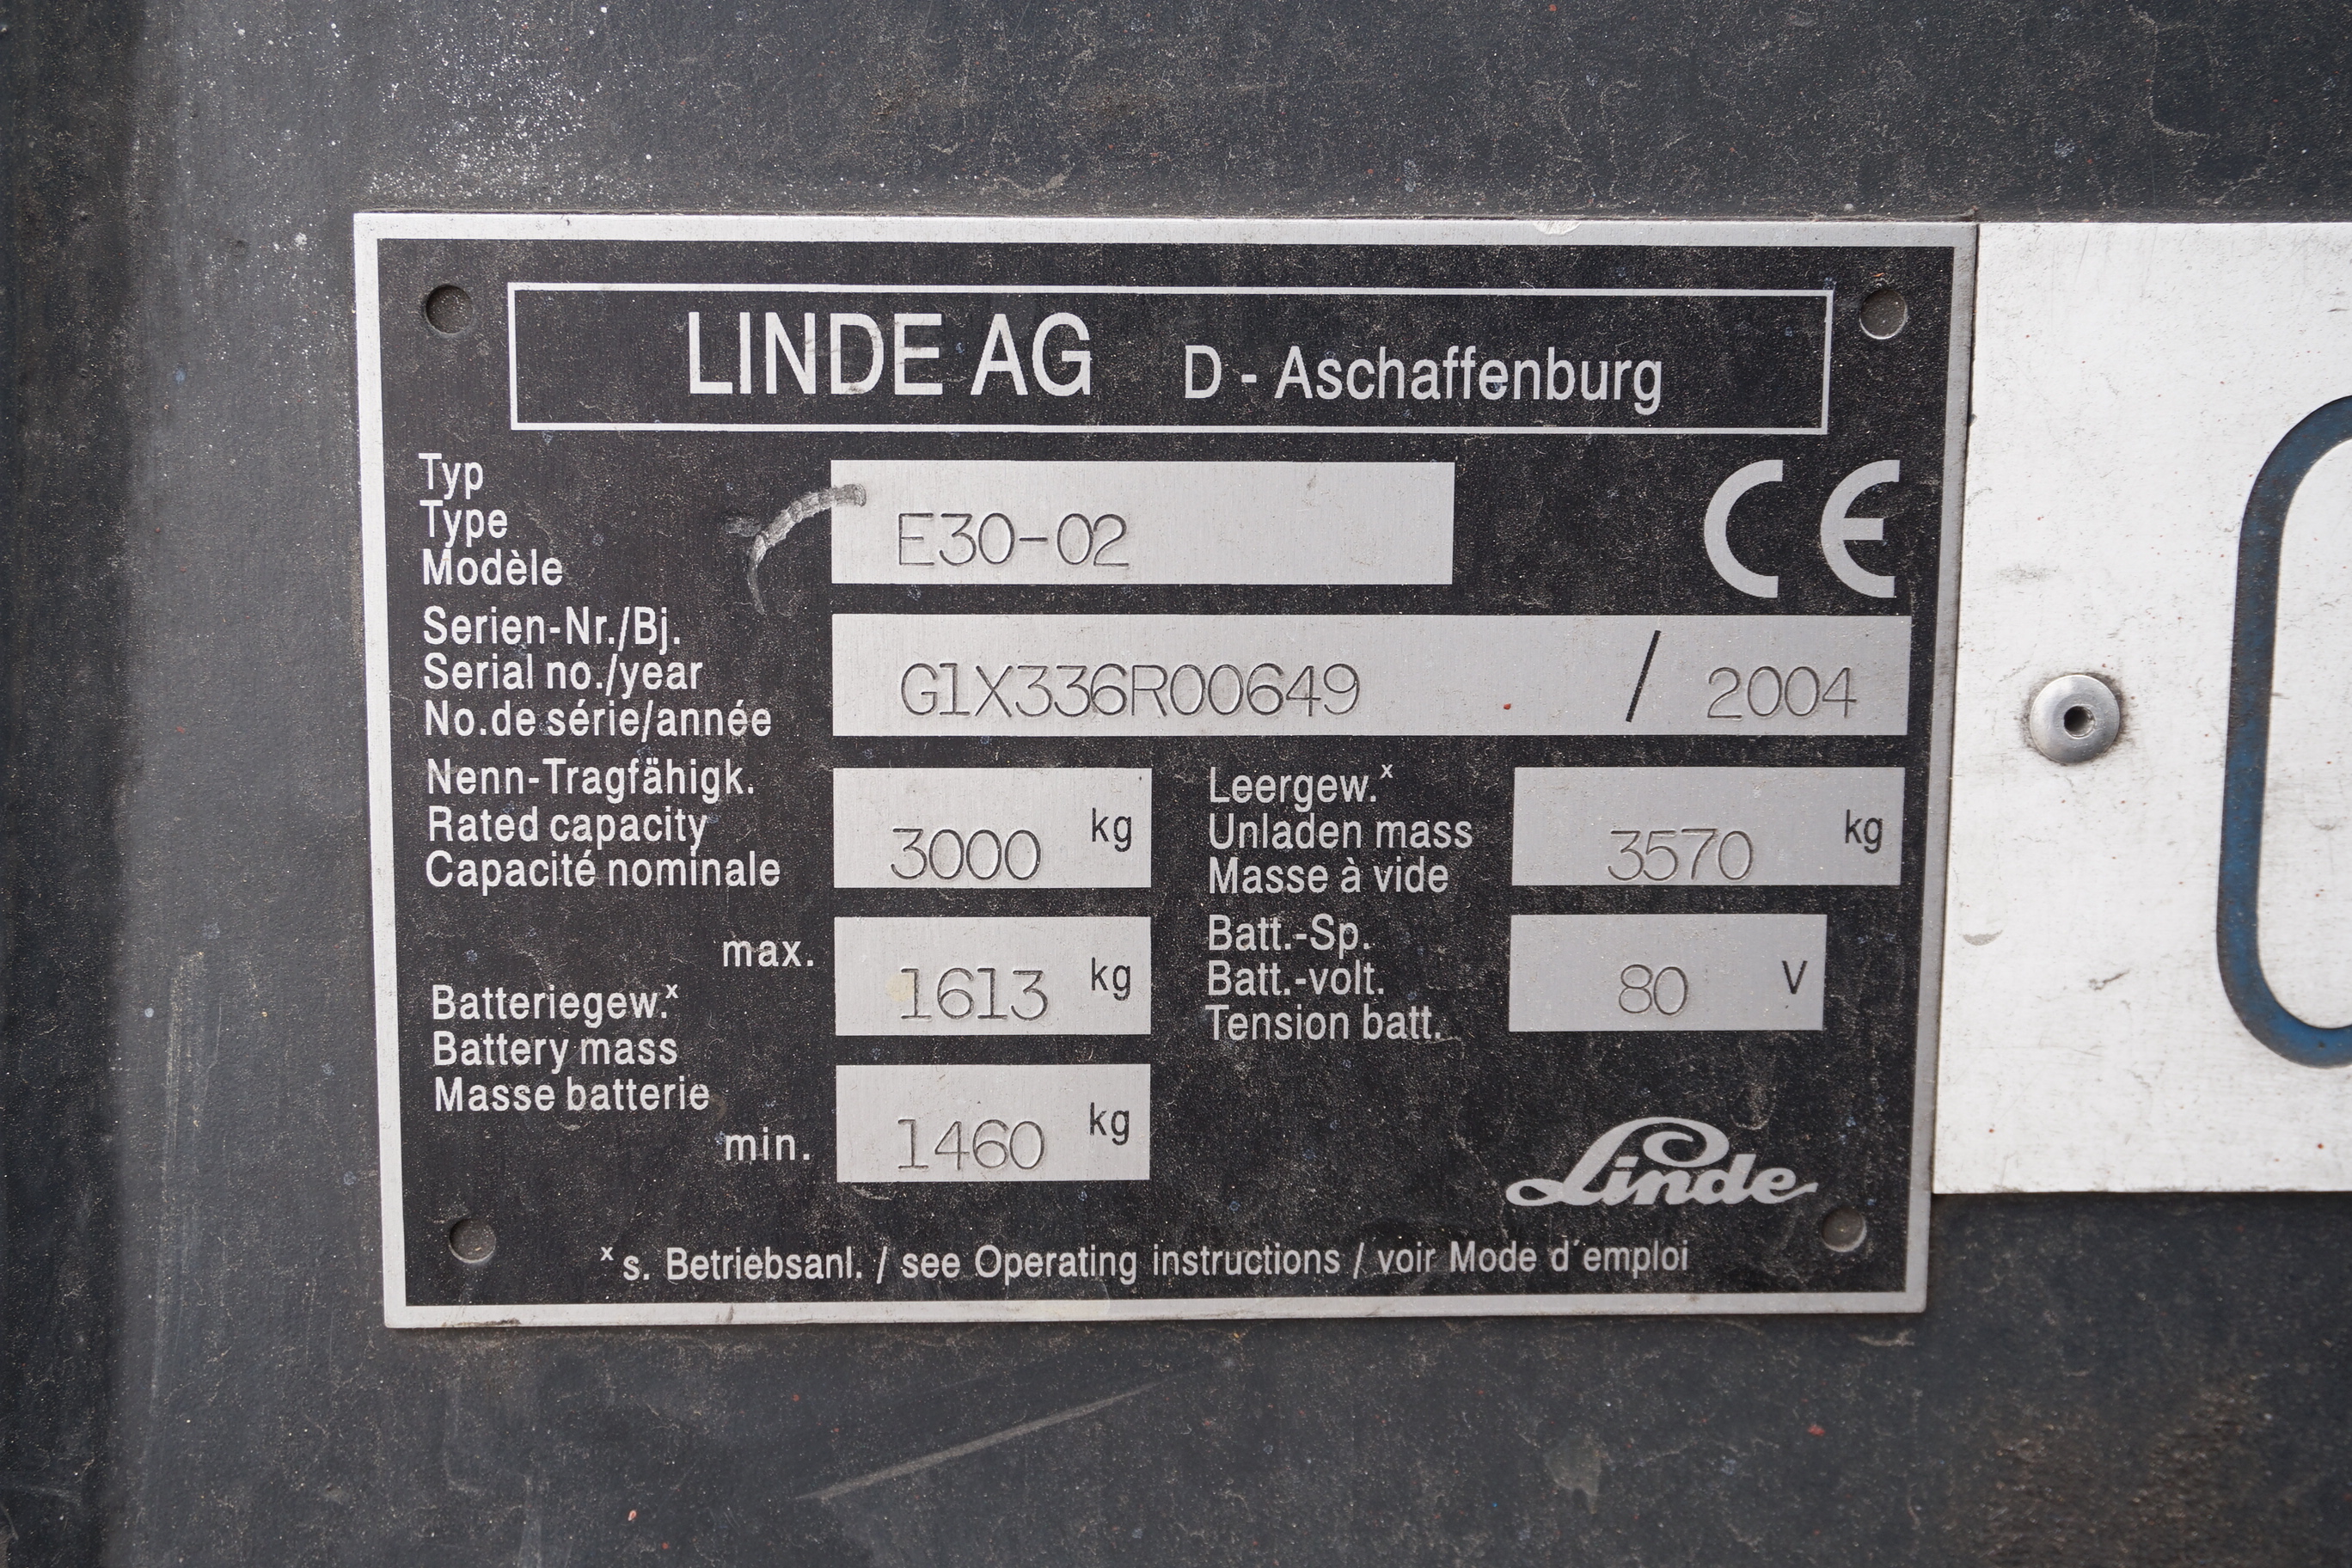 LINDE AG D - Aschaffenburg
Typ
Type
Modèle
E30-02
CE
Serien-Nr./Bj.
Serial no./year
No.de série/année
G1X336R00649 / 2004
Nenn-Tragfähigk.
Rated capacity
Capacité nominale
3000 kg
Leergew.x
Unladen mass
Masse à vide
3570 kg
max.
1613 kg
Batteriegew.x
Battery mass
Masse batterie
min.
1460 kg
Batt.-Sp.
Batt.-volt.
Tension batt.
80 V
Linde
x s. Betriebsanl. / see Operating instructions / voir Mode d´emploi